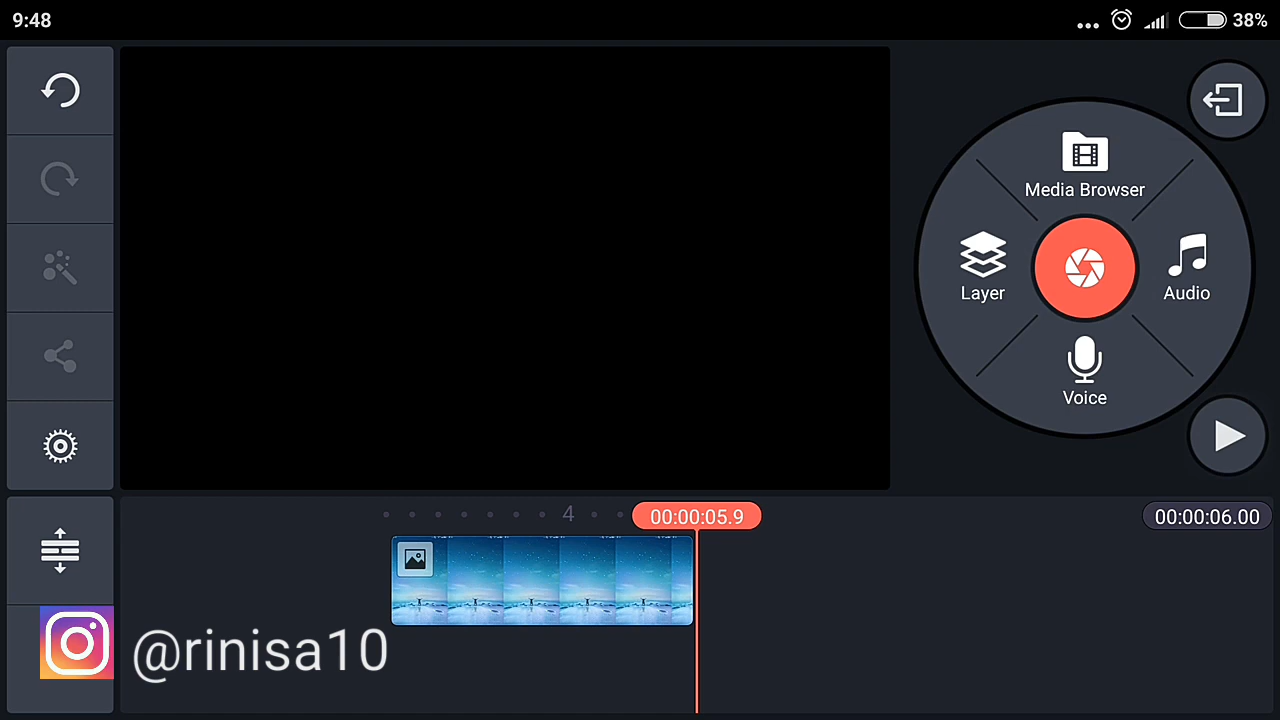 9:48
38%
Media Browser
Layer
Audio
Voice
4
00:00:05.9
00:00:06.00
@rinisa10